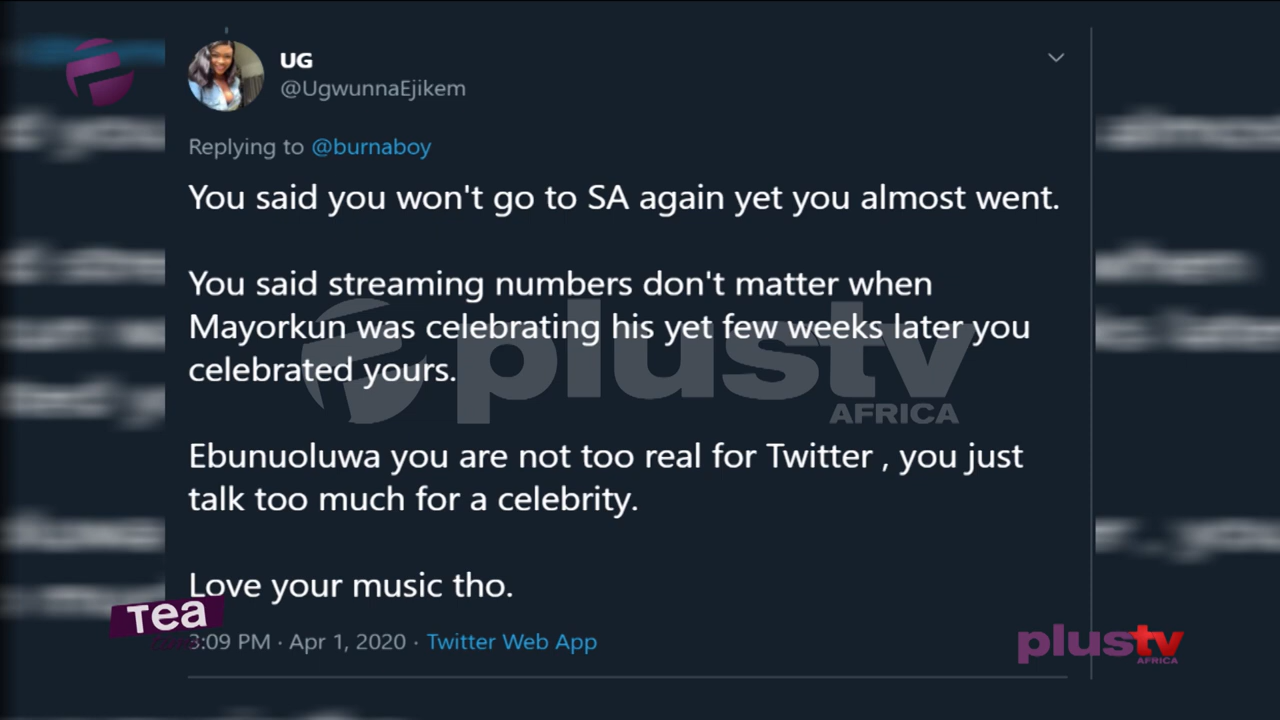 UG
@UgwunnaEjikem
Replying to @burnaboy
You said you won't go to SA again yet you almost went.
You said streaming numbers don't matter when
Mayorkun was celebrating his yet few weeks later you
celebrated yours.
plustv
AFRICA
Ebunuoluwa you are not too real for Twitter , you just
talk too much for a celebrity.
Love your music tho.
Tea
3:09 PM · Apr 1, 2020 · Twitter Web App
plustv
AFRICA